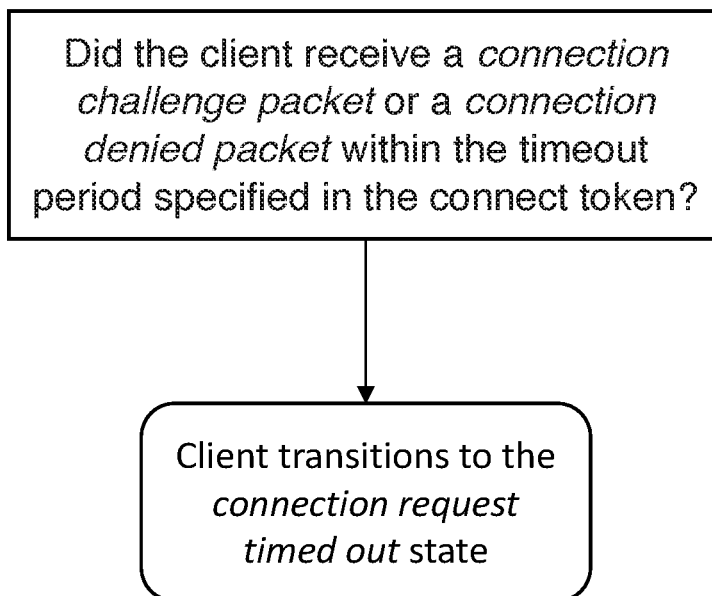 Did the client receive a connection
challenge packet or a connection
denied packet within the timeout
period specified in the connect token?
Client transitions to the
connection request
timed out state